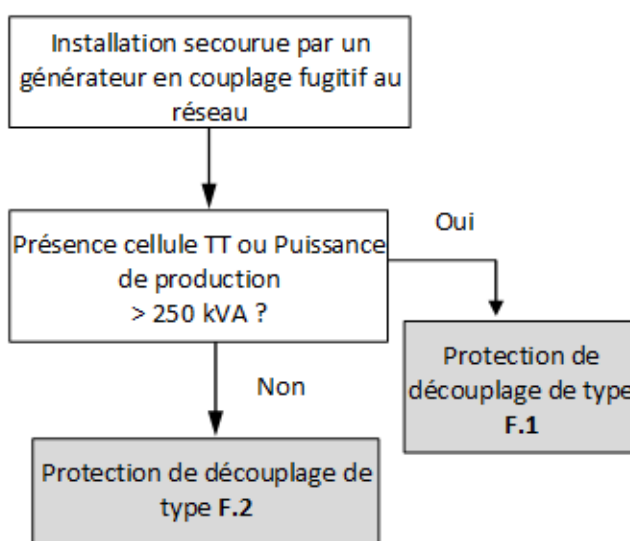 Installation secourue par un
générateur en couplage fugitif au
réseau
Présence cellule TT ou Puissance
de production
> 250 kVA ?
Oui
Protection de
découplage de type
F.1
Non
Protection de découplage de
type F.2